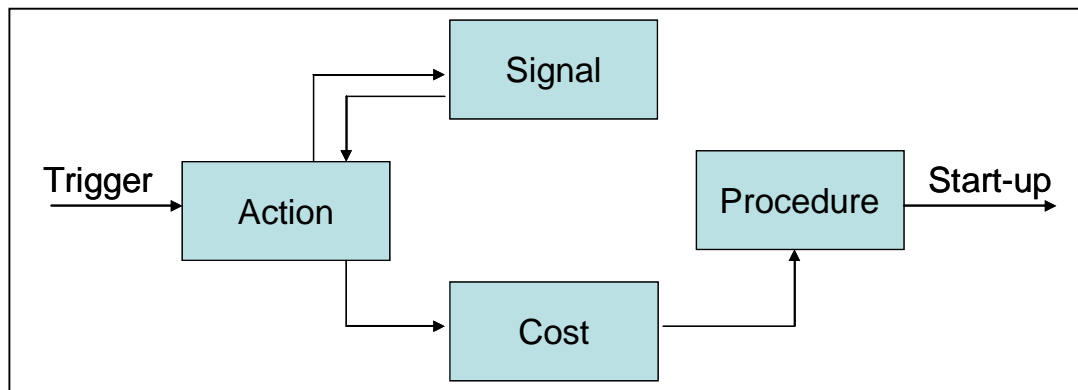 Signal
Trigger
Action
Procedure
Start-up
Cost